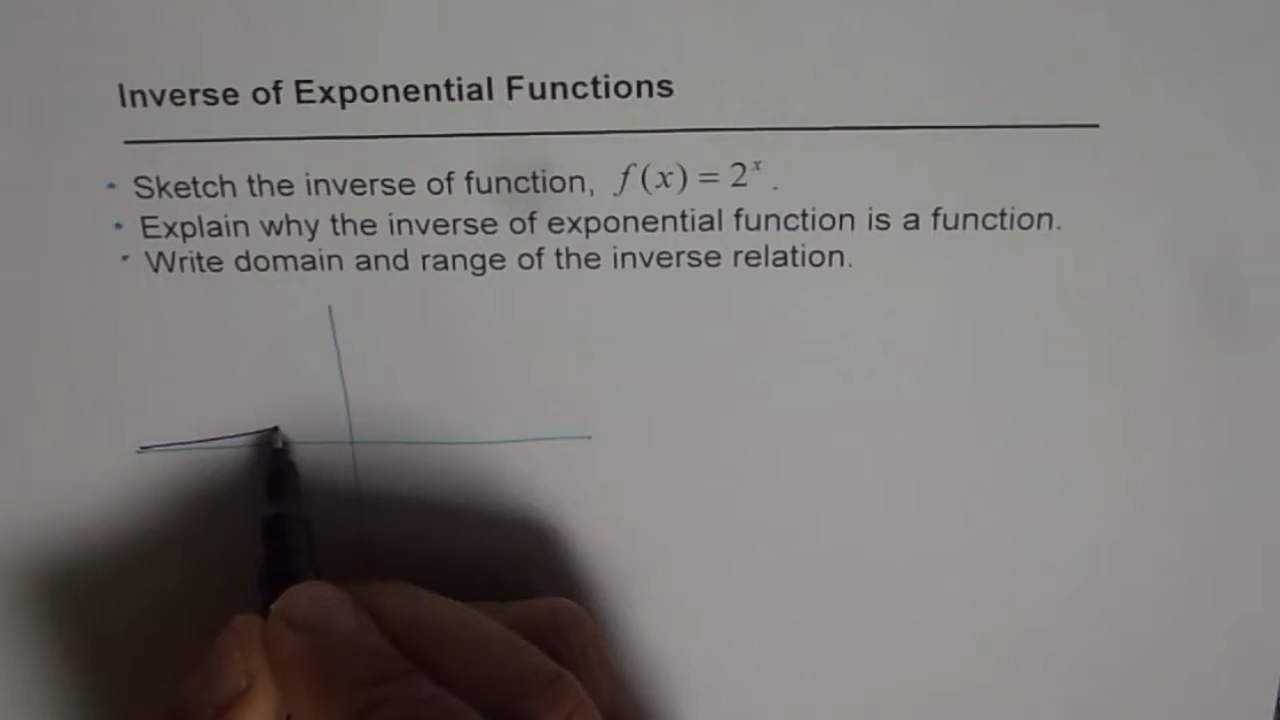 Inverse of Exponential Functions
• Sketch the inverse of function, f(x) = 2ˣ.
• Explain why the inverse of exponential function is a function.
• Write domain and range of the inverse relation.